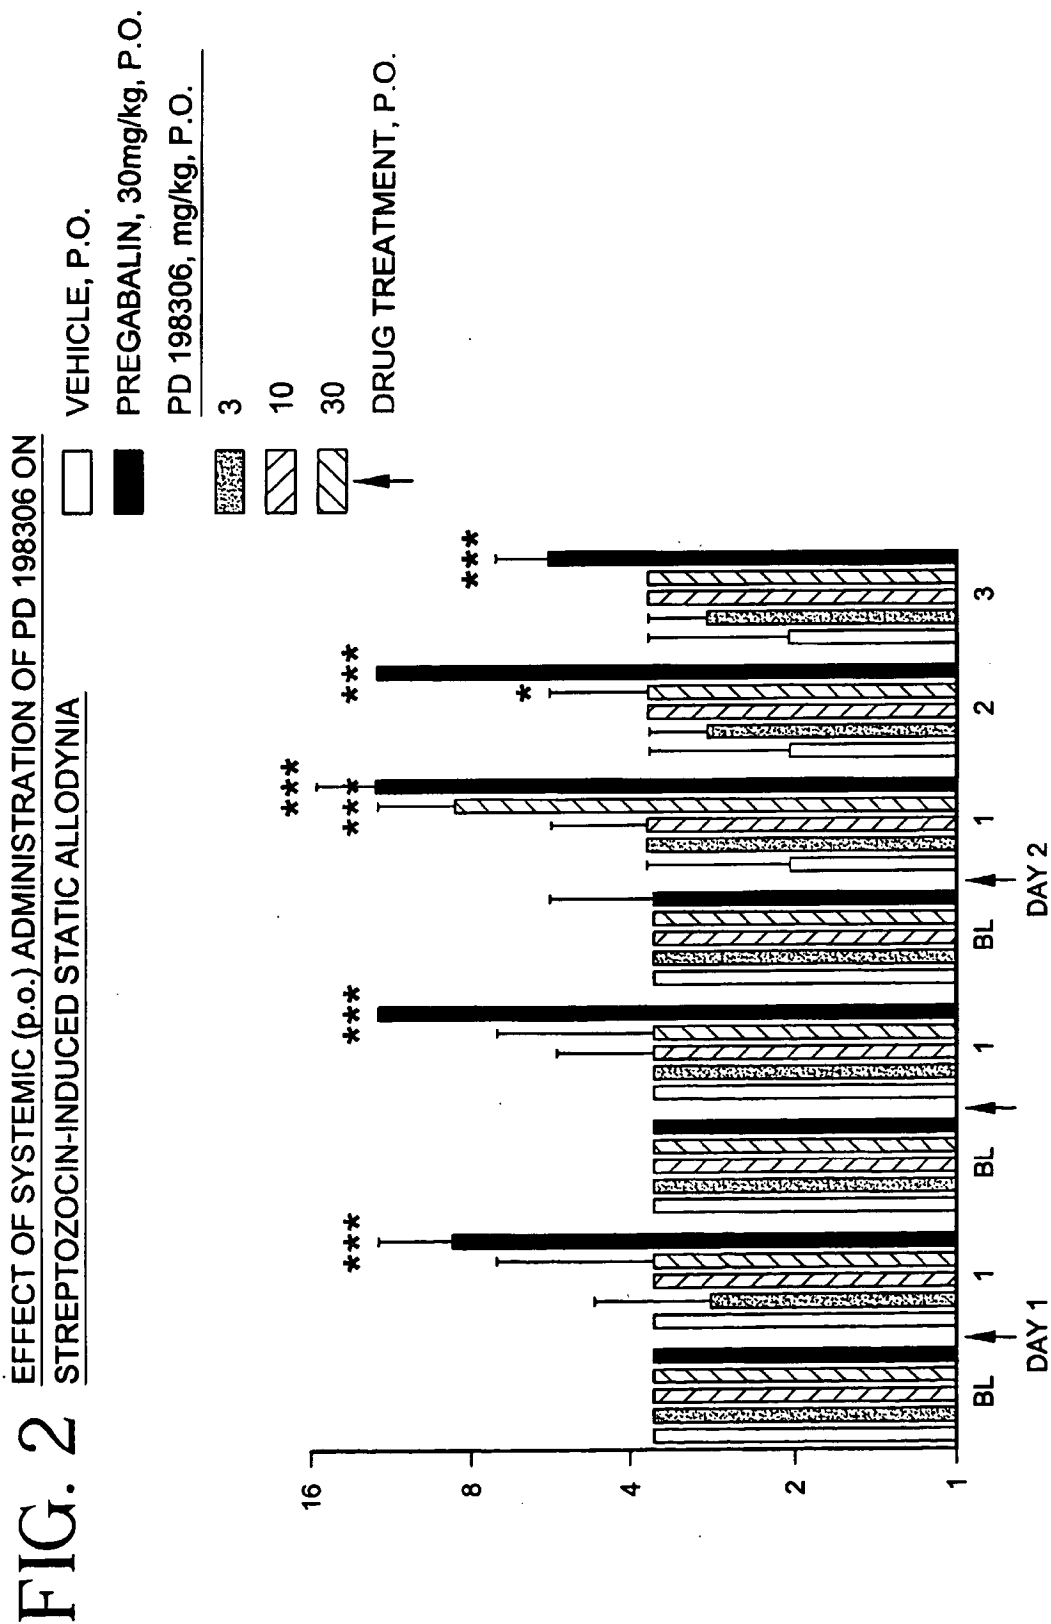 FIG. 2
EFFECT OF SYSTEMIC (p.o.) ADMINISTRATION OF PD 198306 ON
STREPTOZOCIN-INDUCED STATIC ALLODYNIA
VEHICLE, P.O.
PREGABALIN, 30mg/kg, P.O.
PD 198306, mg/kg, P.O.
3
10
30
DRUG TREATMENT, P.O.
16
8
4
2
1
*** *** *** *** *** * *** ***
BL 1 BL 1 BL 1 2 3
DAY 1 DAY 2